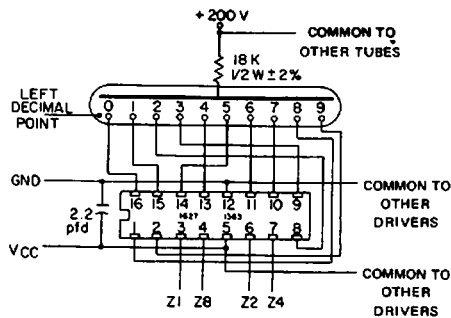 +200 V
COMMON TO
OTHER TUBES
18 K
1/2 W ± 2%
LEFT
DECIMAL
POINT
0 1 2 3 4 5 6 7 8 9
GND
COMMON TO
OTHER
DRIVERS
16 15 14 13 12 11 10 9
1627 1363
2.2
pfd
1 2 3 4 5 6 7 8
VCC
COMMON TO
OTHER
DRIVERS
Z1 Z8 Z2 Z4